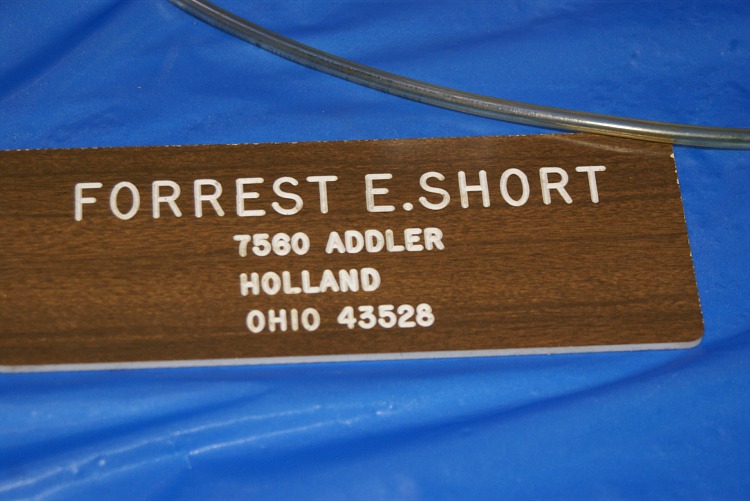 FORREST E.SHORT
7560 ADDLER
HOLLAND
OHIO 43528